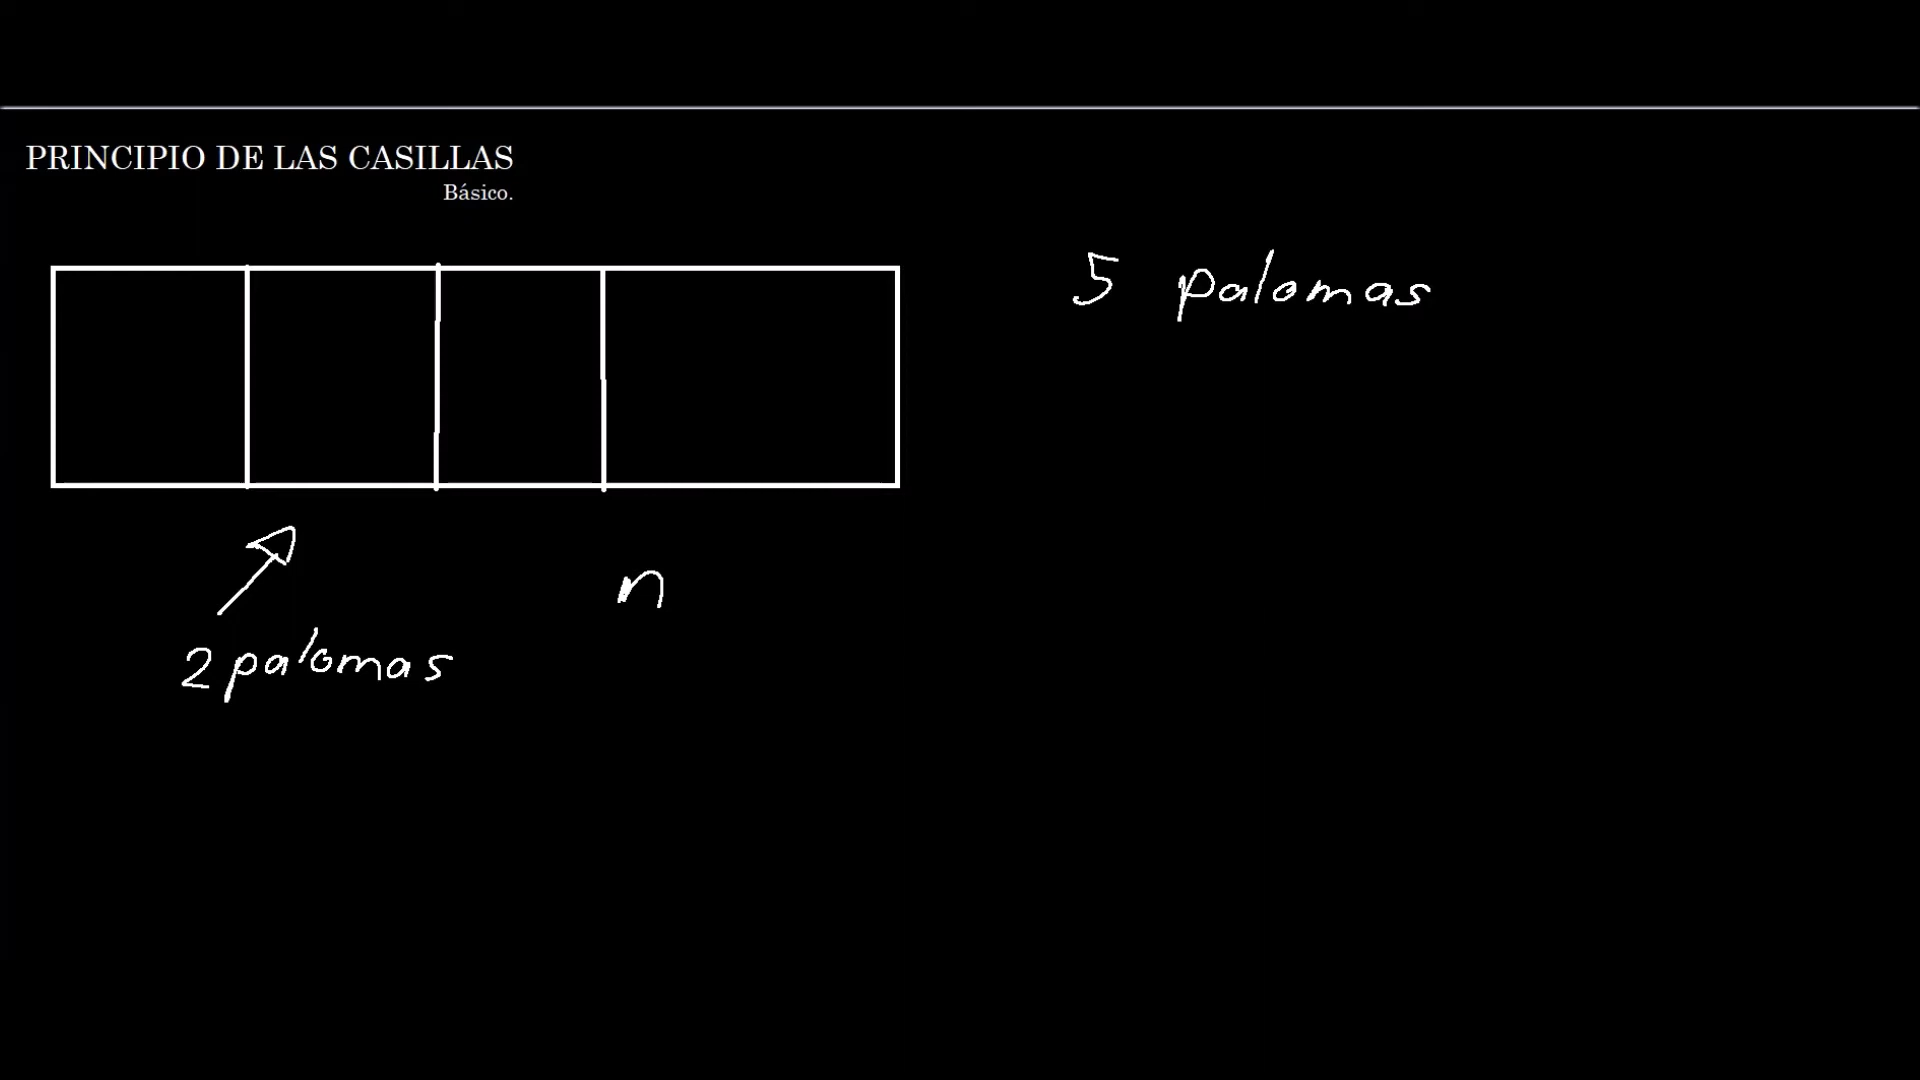 PRINCIPIO DE LAS CASILLAS
Básico.
5 palomas
n
2 palomas